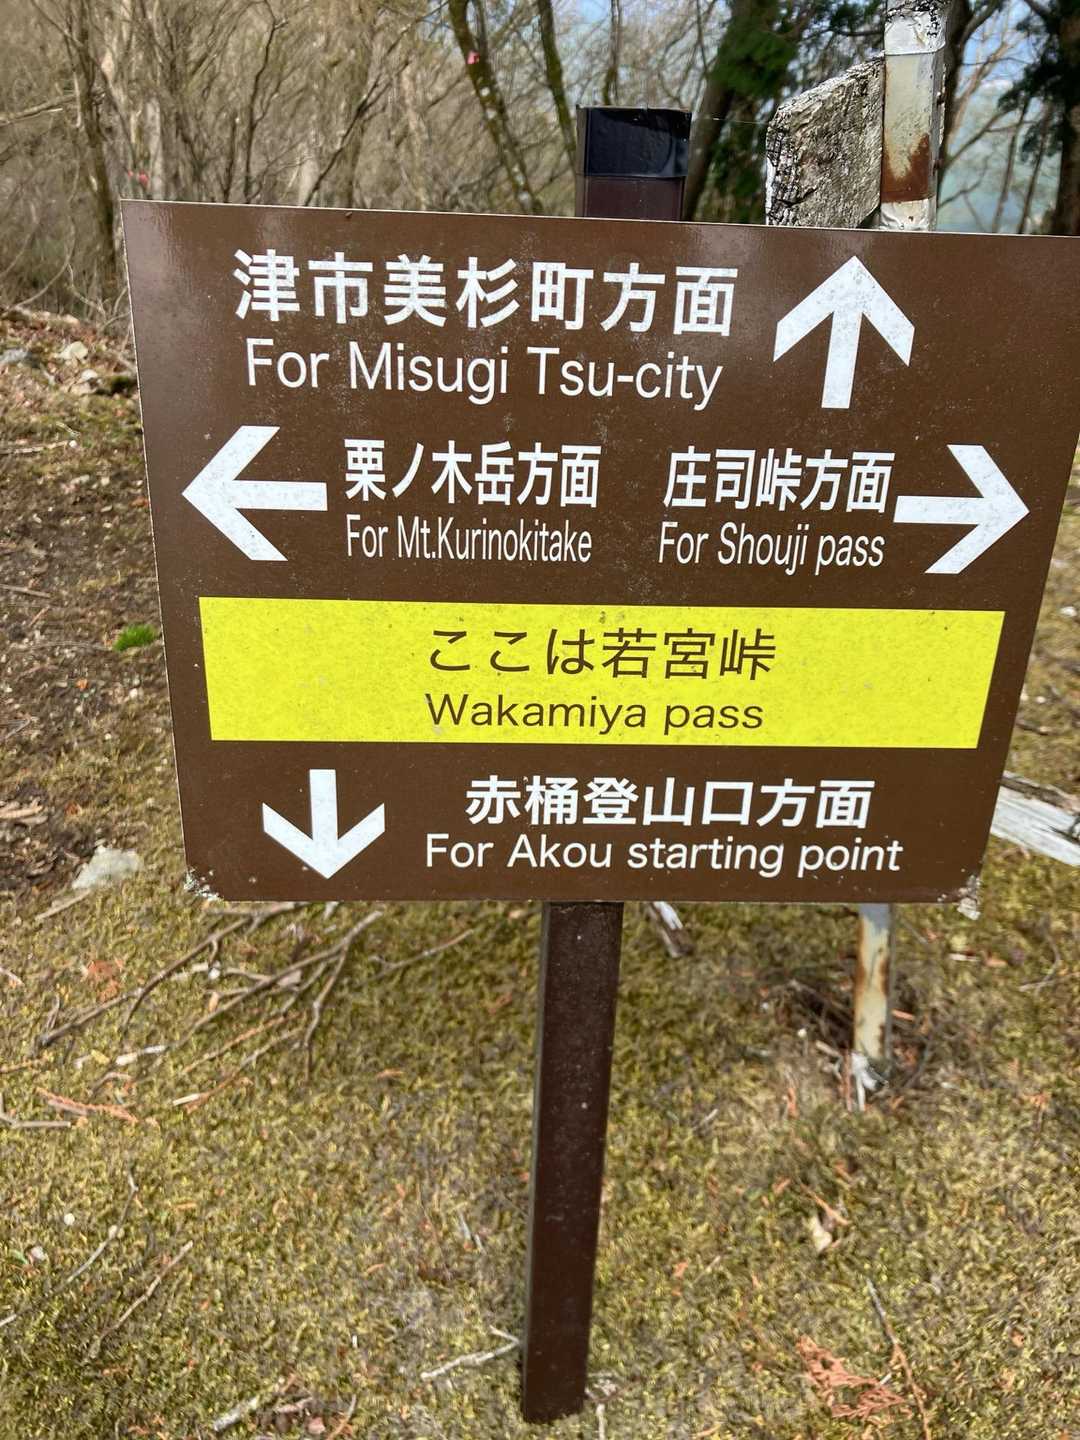 津市美杉町方面
For Misugi Tsu-city
栗ノ木岳方面
For Mt.Kurinokitake
庄司峠方面
For Shouji pass
ここは若宮峠
Wakamiya pass
赤桶登山口方面
For Akou starting point